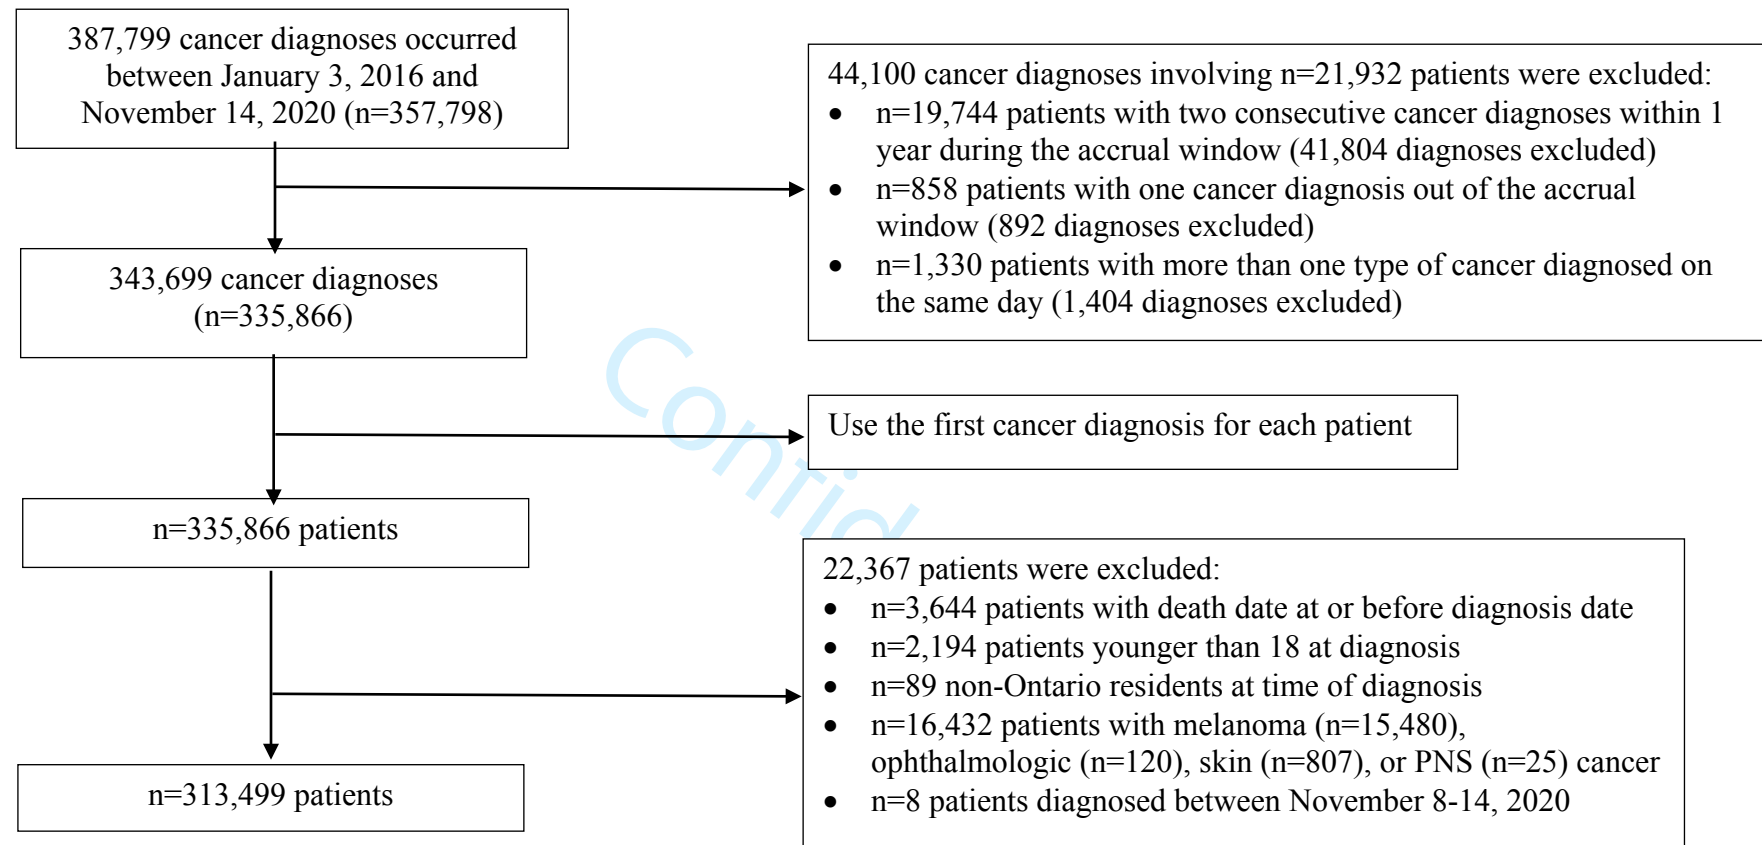 387,799 cancer diagnoses occurred
between January 3, 2016 and
November 14, 2020 (n=357,798)
44,100 cancer diagnoses involving n=21,932 patients were excluded:
• n=19,744 patients with two consecutive cancer diagnoses within 1
year during the accrual window (41,804 diagnoses excluded)
• n=858 patients with one cancer diagnosis out of the accrual
window (892 diagnoses excluded)
• n=1,330 patients with more than one type of cancer diagnosed on
the same day (1,404 diagnoses excluded)
343,699 cancer diagnoses
(n=335,866)
Use the first cancer diagnosis for each patient
n=335,866 patients
22,367 patients were excluded:
• n=3,644 patients with death date at or before diagnosis date
• n=2,194 patients younger than 18 at diagnosis
• n=89 non-Ontario residents at time of diagnosis
• n=16,432 patients with melanoma (n=15,480),
ophthalmologic (n=120), skin (n=807), or PNS (n=25) cancer
• n=8 patients diagnosed between November 8-14, 2020
n=313,499 patients
Confid